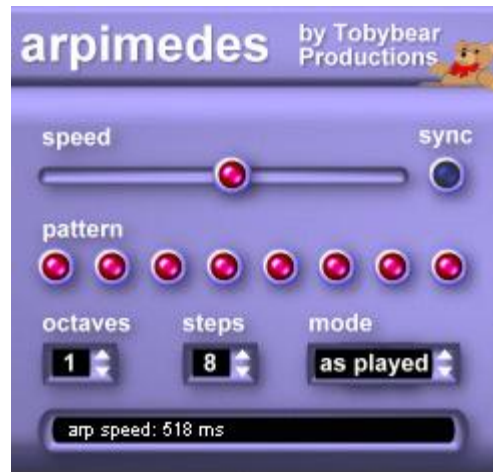 arpimedes
by Tobybear
Productions
speed
sync
pattern
octaves steps mode
1 8 as played
arp speed: 518 ms